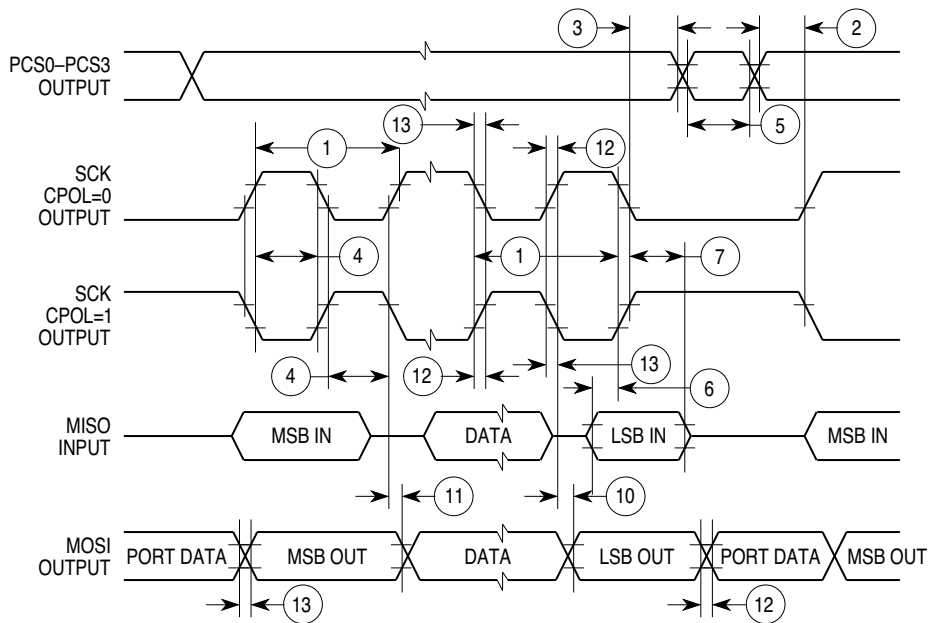 3
2
PCS0–PCS3
OUTPUT
5
13
1
12
SCK
CPOL=0
OUTPUT
4
1
7
SCK
CPOL=1
OUTPUT
4
12
13
6
MISO
INPUT
MSB IN
DATA
LSB IN
MSB IN
11
10
MOSI
OUTPUT
PORT DATA
MSB OUT
DATA
LSB OUT
PORT DATA
MSB OUT
13
12